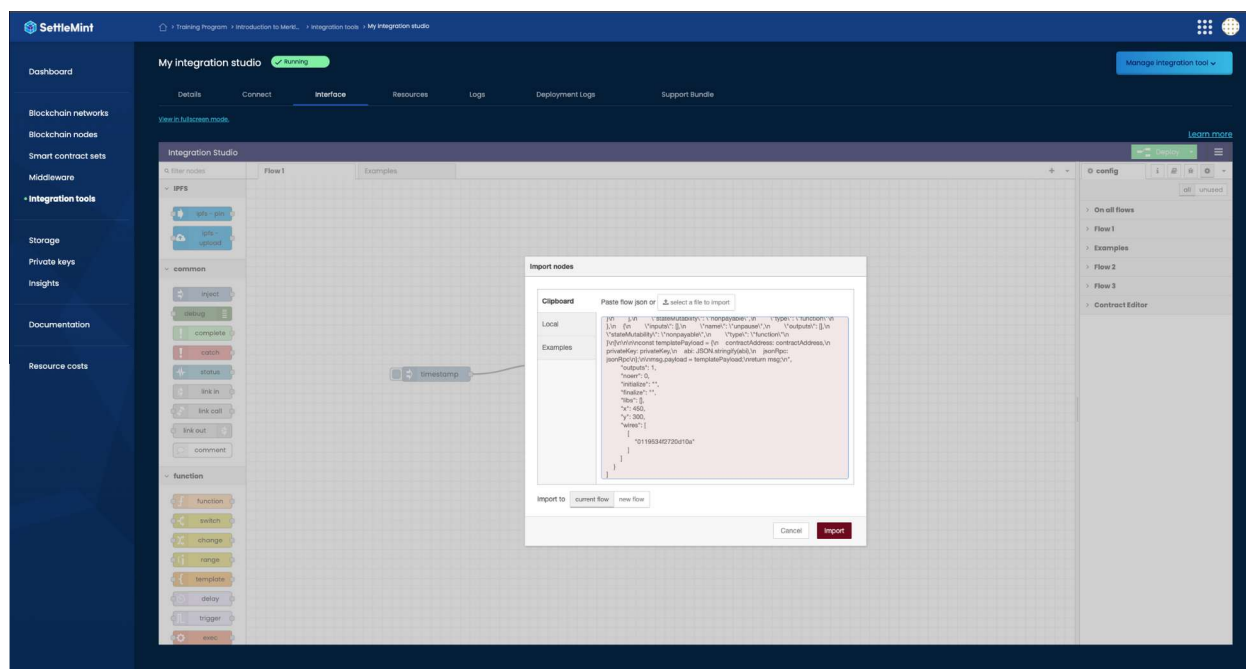 SettleMint
Training Program > Introduction to Merkl... > Integration tools > My integration studio
My integration studio
Running
Manage integration tool
Details Connect Interface Resources Logs Deployment Logs Support Bundle
View in fullscreen mode.
Learn more
Dashboard
Blockchain networks
Blockchain nodes
Smart contract sets
Middleware
Integration tools
Storage
Private keys
Insights
Documentation
Resource costs
Integration Studio
Deploy
filter nodes
IPFS
ipfs - pin
ipfs -
upload
common
inject
debug
complete
catch
status
link in
link call
link out
comment
function
function
switch
change
range
template
delay
trigger
exec
Flow 1
Examples
timestamp
Import nodes
Clipboard
Local
Examples
Paste flow json or select a file to import
}\n },\n \"stateMutability\": \"nonpayable\",\n \"type\": \"function\"\n
},\n {\n \"inputs\": [],\n \"name\": \"unpause\",\n \"outputs\": [],\n
\"stateMutability\": \"nonpayable\",\n \"type\": \"function\"\n
}\n]\n\n\n\nconst templatePayload = {\n contractAddress: contractAddress,\n
privateKey: privateKey,\n abi: JSON.stringify(abi),\n jsonRpc:
jsonRpc\n};\n\nmsg.payload = templatePayload;\nreturn msg;\n",
"outputs": 1,
"noerr": 0,
"initialize": "",
"finalize": "",
"libs": [],
"x": 450,
"y": 300,
"wires": [
[
"0119534f2720d10a"
]
]
}
]
Import to current flow new flow
Cancel Import
config
all unused
On all flows
Flow 1
Examples
Flow 2
Flow 3
Contract Editor